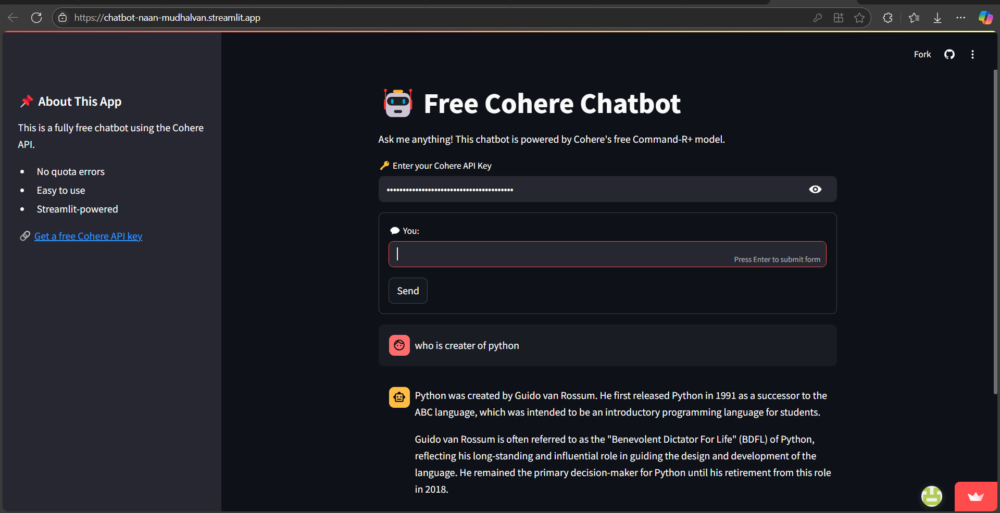 https://chatbot-naan-mudhalvan.streamlit.app
Fork
📌 About This App
This is a fully free chatbot using the Cohere
API.
• No quota errors
• Easy to use
• Streamlit-powered
🔗 Get a free Cohere API key
🤖 Free Cohere Chatbot
Ask me anything! This chatbot is powered by Cohere's free Command-R+ model.
🔑 Enter your Cohere API Key
💬 You:
Press Enter to submit form
Send
who is creater of python
Python was created by Guido van Rossum. He first released Python in 1991 as a successor to the
ABC language, which was intended to be an introductory programming language for students.
Guido van Rossum is often referred to as the "Benevolent Dictator For Life" (BDFL) of Python,
reflecting his long-standing and influential role in guiding the design and development of the
language. He remained the primary decision-maker for Python until his retirement from this role
in 2018.